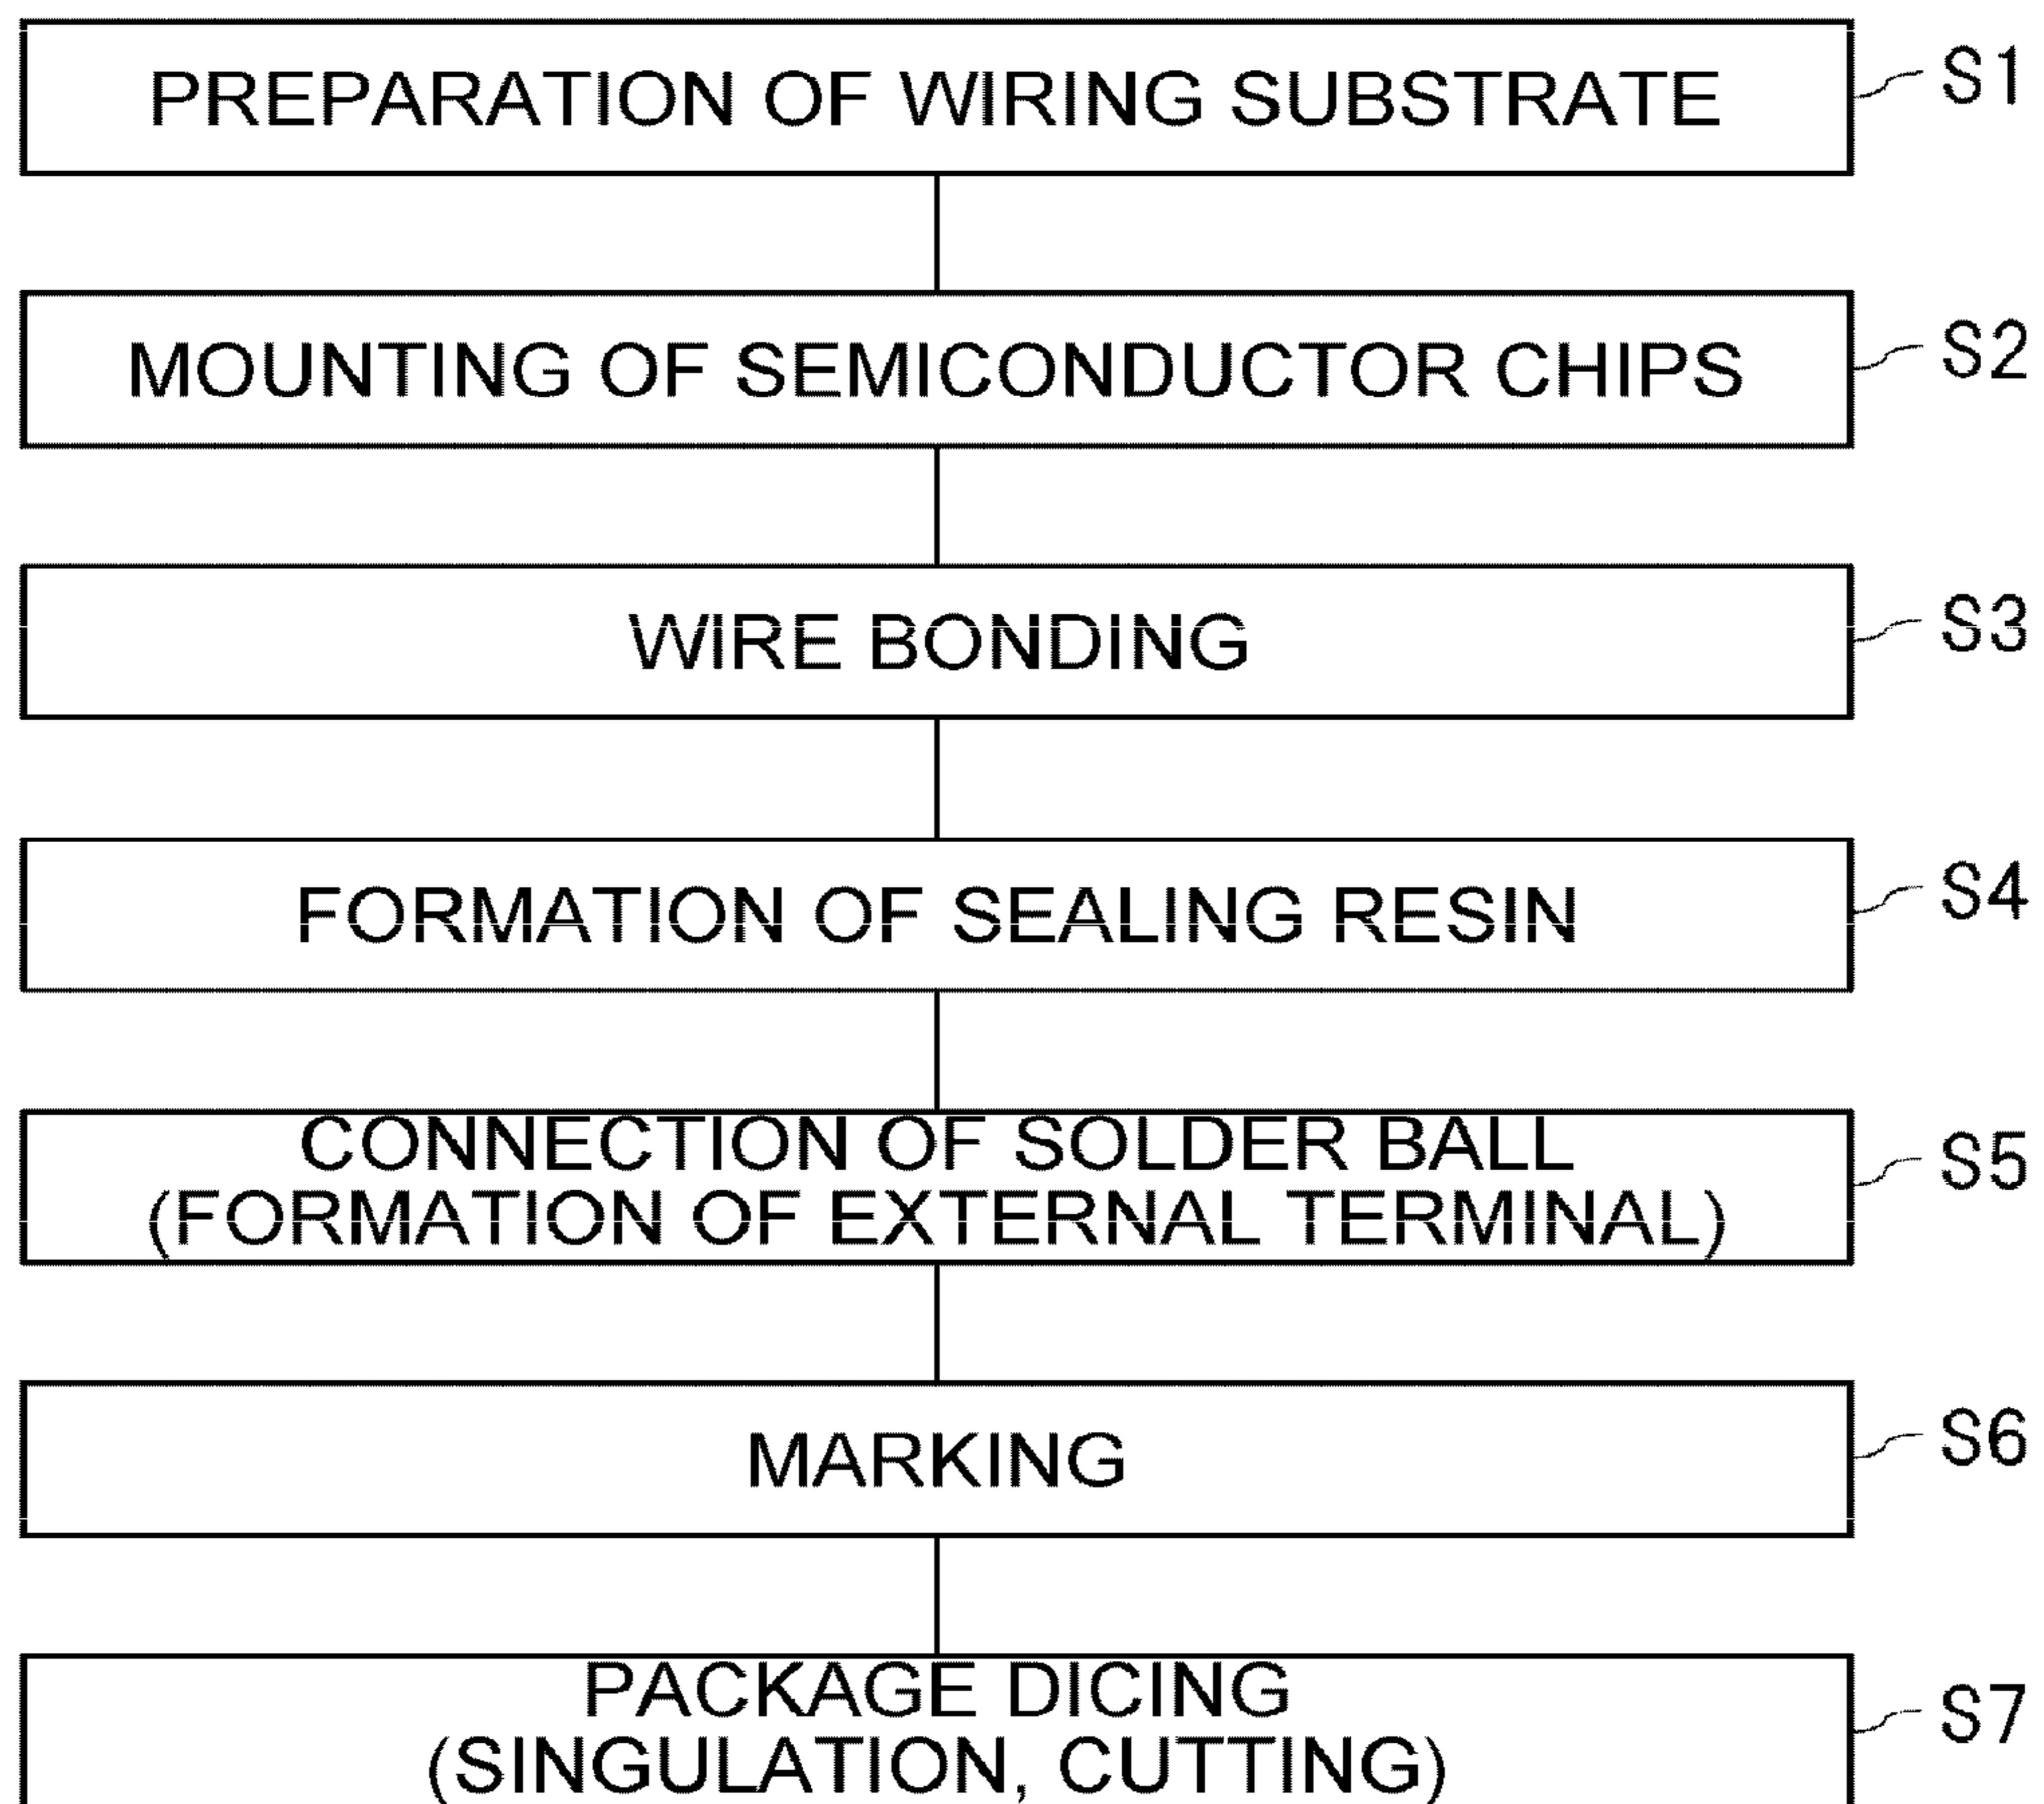 PREPARATION OF WIRING SUBSTRATE S1
MOUNTING OF SEMICONDUCTOR CHIPS S2
WIRE BONDING S3
FORMATION OF SEALING RESIN S4
CONNECTION OF SOLDER BALL
(FORMATION OF EXTERNAL TERMINAL) S5
MARKING S6
PACKAGE DICING
(SINGULATION, CUTTING) S7